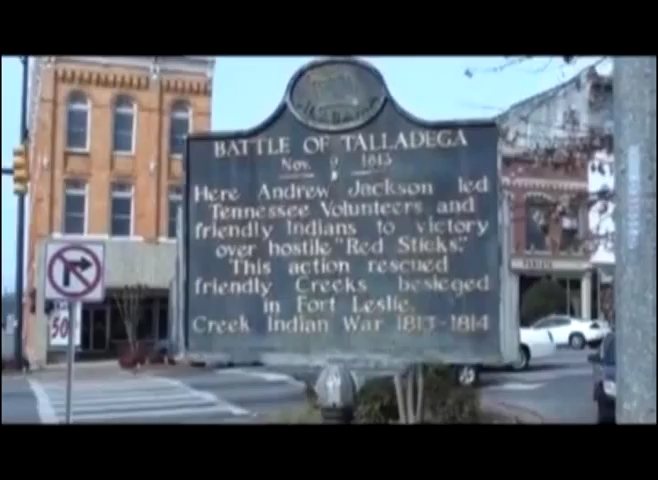 BATTLE OF TALLADEGA
Nov. 9 1813
Here Andrew Jackson led
Tennessee Volunteers and
friendly Indians to victory
over hostile "Red Sticks."
This action rescued
friendly Creeks besieged
in Fort Leslie.
Creek Indian War 1813-1814
50